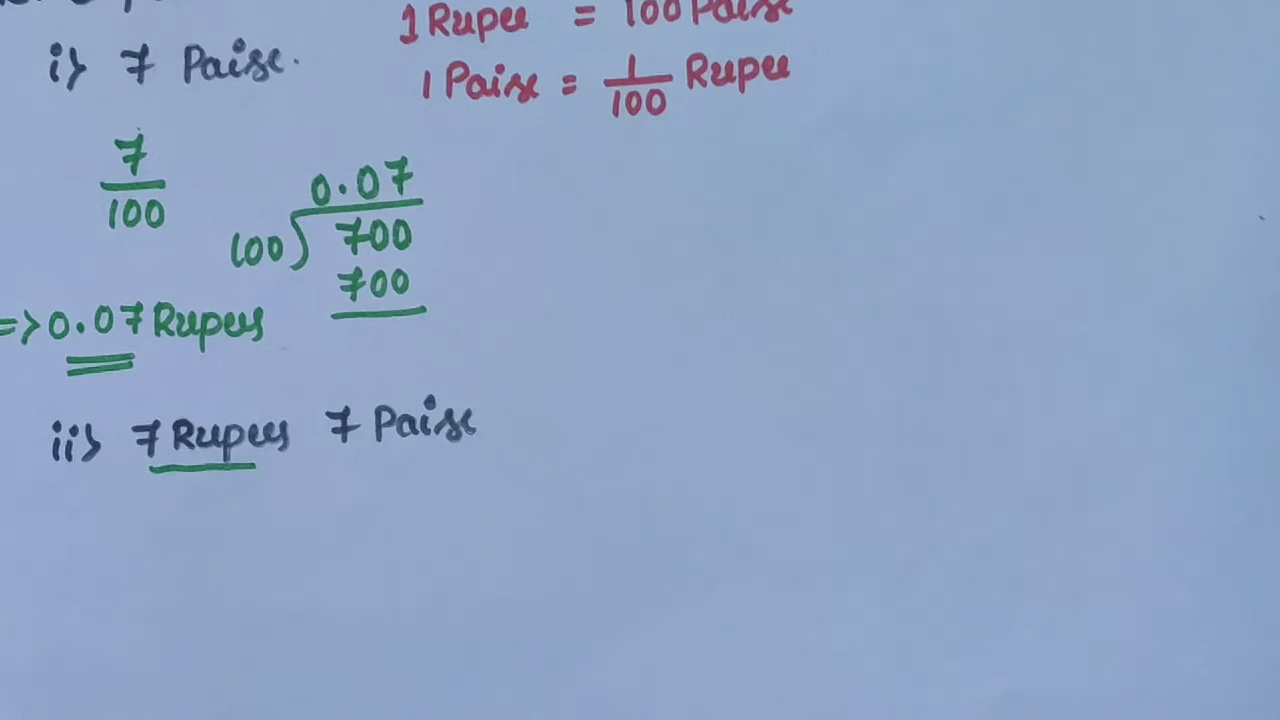 1 Rupee = 100 Paise
i) 7 Paise.
1 Paise = 1/100 Rupee
7/100
0.07
100) 700
700
=> 0.07 Rupees
ii) 7 Rupees 7 Paise